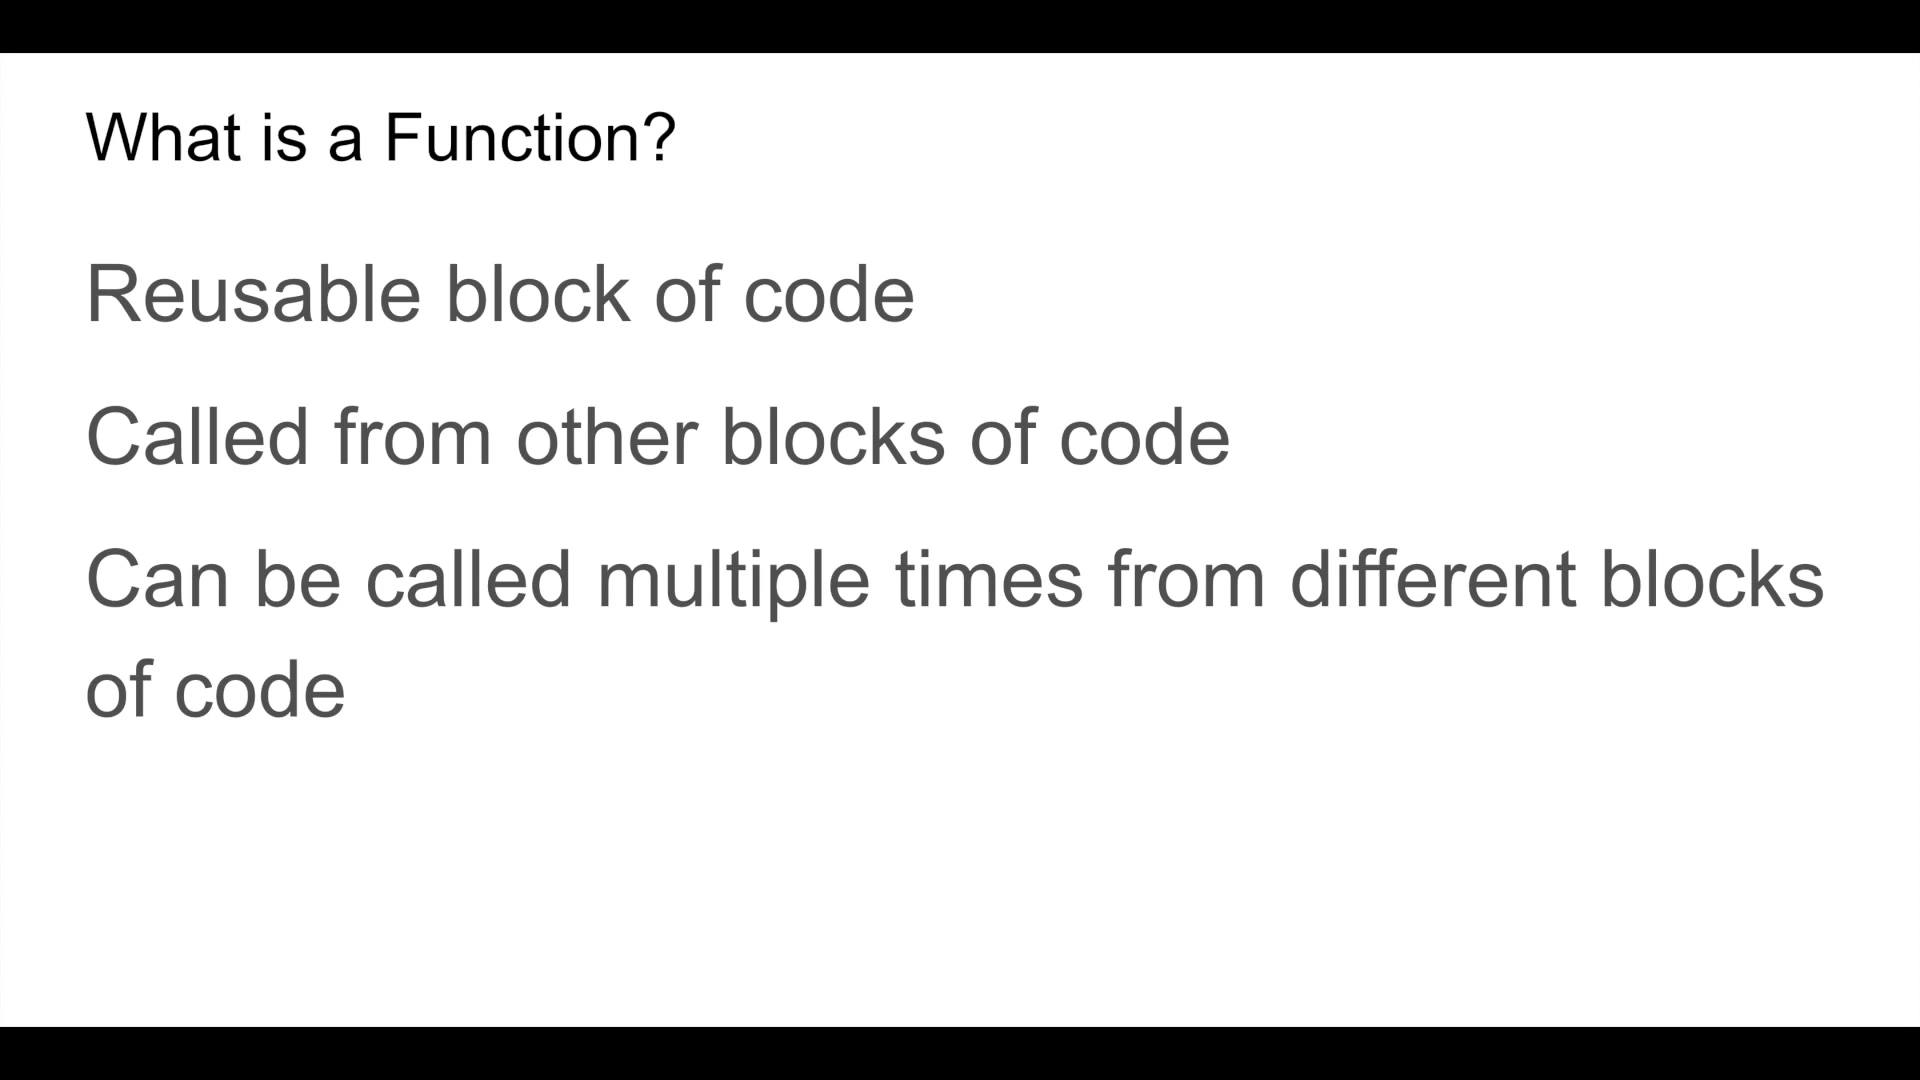 What is a Function?
Reusable block of code
Called from other blocks of code
Can be called multiple times from different blocks
of code